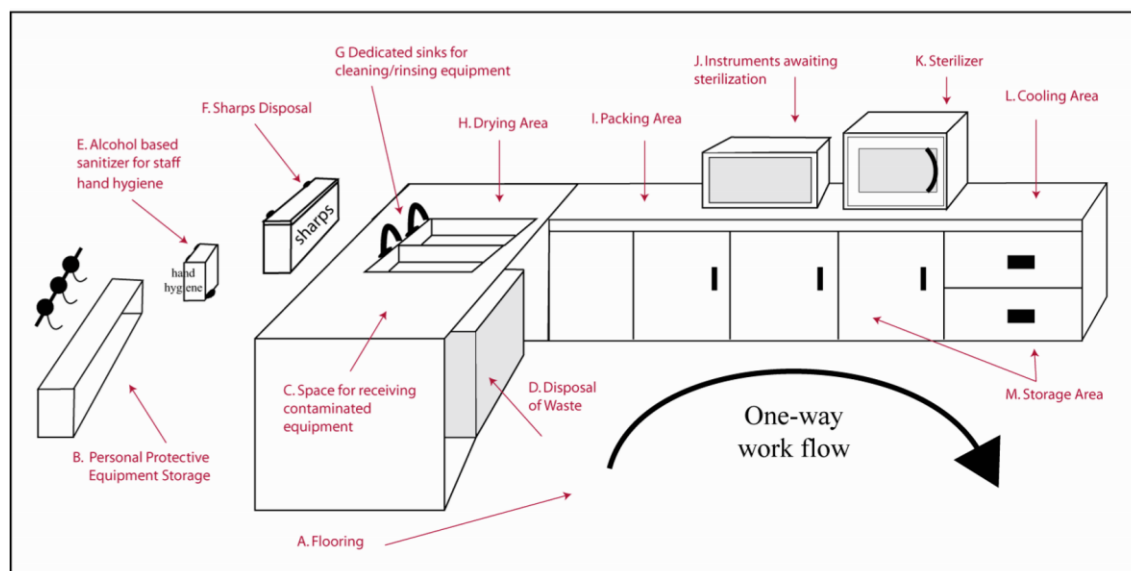 G Dedicated sinks for
cleaning/rinsing equipment
J. Instruments awaiting
sterilization
K. Sterilizer
L. Cooling Area
F. Sharps Disposal
H. Drying Area
I. Packing Area
E. Alcohol based
sanitizer for staff
hand hygiene
sharps
hand
hygiene
C. Space for receiving
contaminated
equipment
D. Disposal
of Waste
M. Storage Area
One-way
work flow
B. Personal Protective
Equipment Storage
A. Flooring